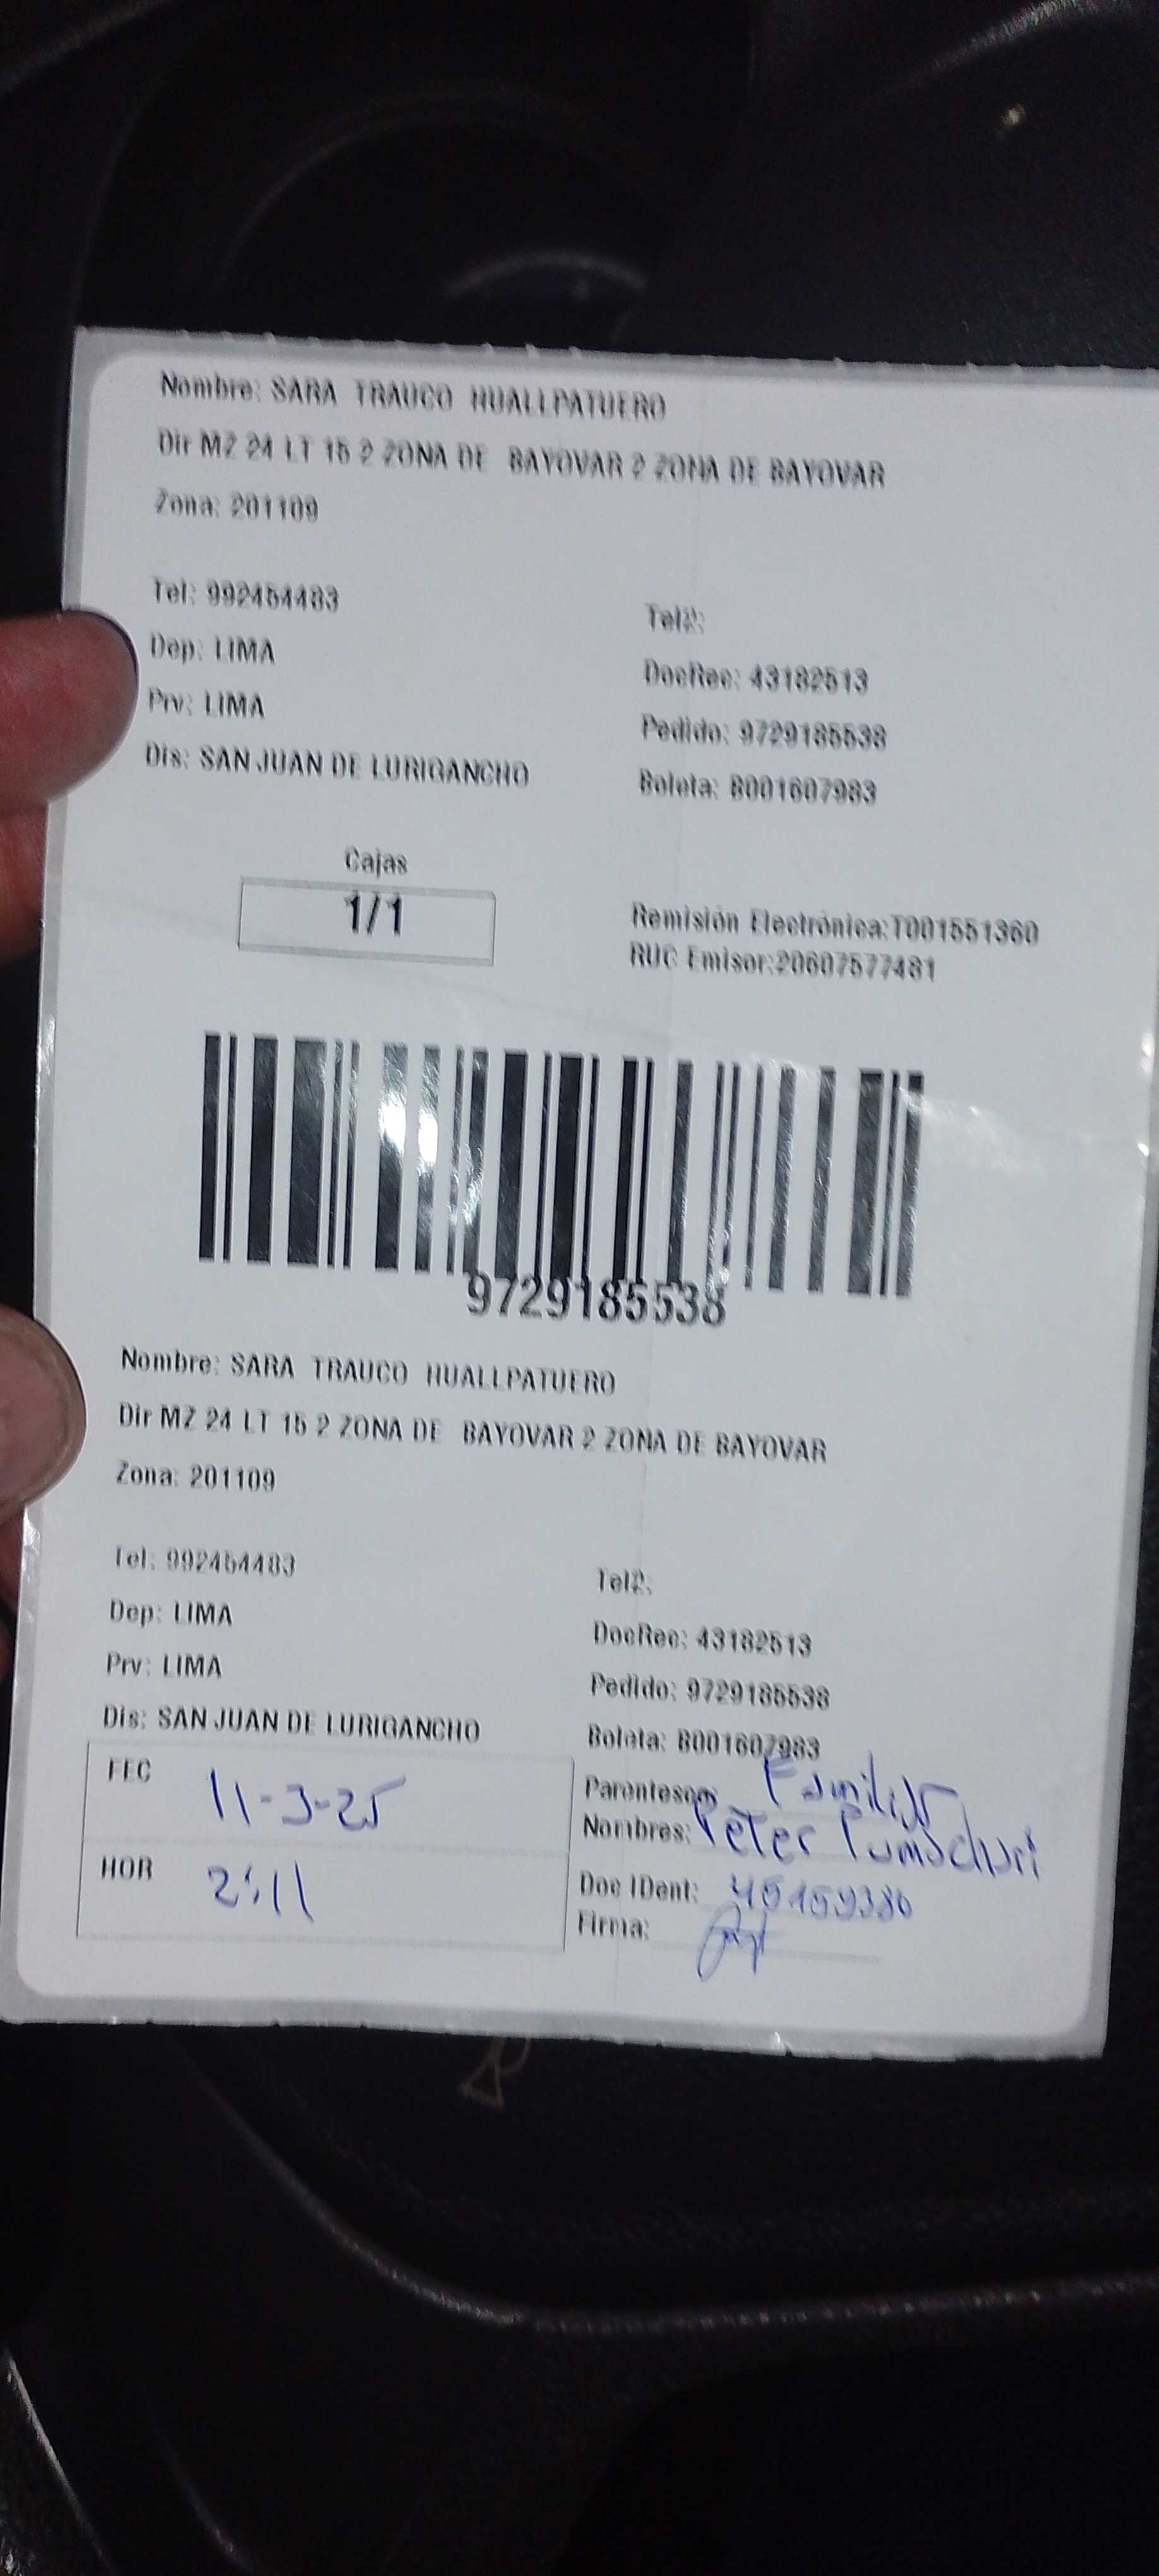 Nombre: SARA TRAUCO HUALLPATUERO
Dir MZ 24 LT 15 2 ZONA DE BAYOVAR 2 ZONA DE BAYOVAR
Zona: 201109
Tel: 992454483
Tel2:
Dep: LIMA
DocRec: 43182513
Prv: LIMA
Pedido: 9729185538
Dis: SAN JUAN DE LURIGANCHO
Boleta: B001607983
Cajas
1/1
Remisión Electrónica:T001551360
RUC Emisor:20607577481
9729185538
Nombre: SARA TRAUCO HUALLPATUERO
Dir MZ 24 LT 15 2 ZONA DE BAYOVAR 2 ZONA DE BAYOVAR
Zona: 201109
Tel: 992454483
Tel2:
Dep: LIMA
DocRec: 43182513
Prv: LIMA
Pedido: 9729185538
Dis: SAN JUAN DE LURIGANCHO
Boleta: B001607983
FEC 11-3-25
Parentesco: Familiar
Nombres: Peter Pumachuri
HOR 2:11
Doc IDent: 45159386
Firma: